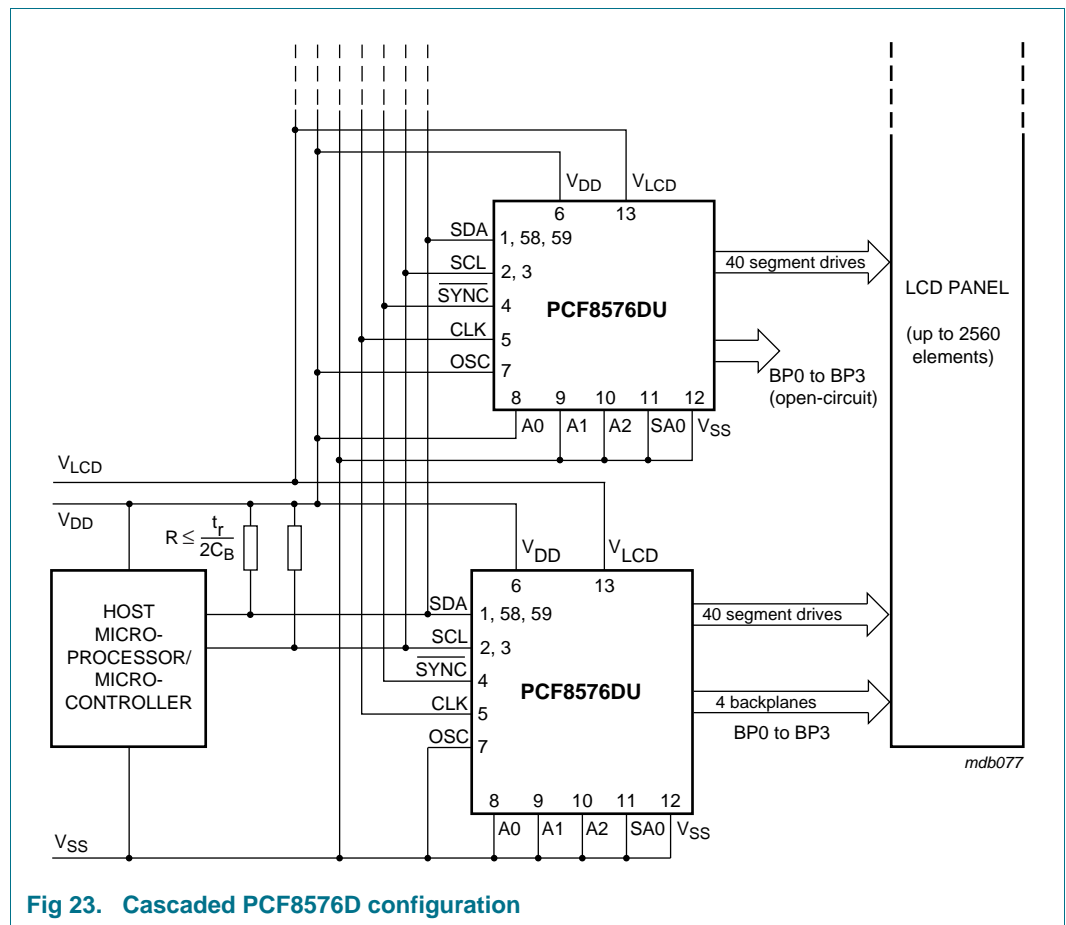 VDD
VLCD
6
13
SDA
1, 58, 59
SCL
2, 3
SYNC
4
CLK
5
OSC
7
PCF8576DU
8
9
10
11
12
A0
A1
A2
SA0
VSS
40 segment drives
BP0 to BP3
(open-circuit)
LCD PANEL
(up to 2560
elements)
VLCD
VDD
R ≤ tr/2CB
HOST
MICRO-
PROCESSOR/
MICRO-
CONTROLLER
VSS
VDD
VLCD
6
13
SDA
1, 58, 59
SCL
2, 3
SYNC
4
CLK
5
OSC
7
PCF8576DU
8
9
10
11
12
A0
A1
A2
SA0
VSS
40 segment drives
4 backplanes
BP0 to BP3
mdb077
Fig 23. Cascaded PCF8576D configuration